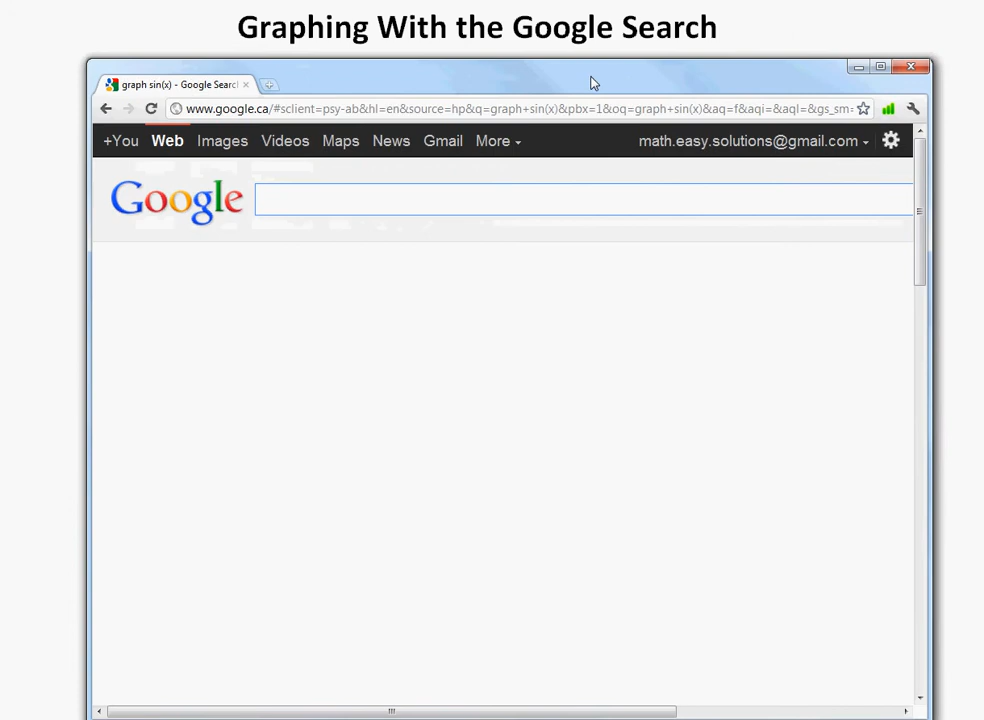 Graphing With the Google Search
graph sin(x) - Google Search
www.google.ca/#sclient=psy-ab&hl=en&source=hp&q=graph+sin(x)&pbx=1&oq=graph+sin(x)&aq=f&aqi=&aql=&gs_sm=
+You Web Images Videos Maps News Gmail More math.easy.solutions@gmail.com
Google